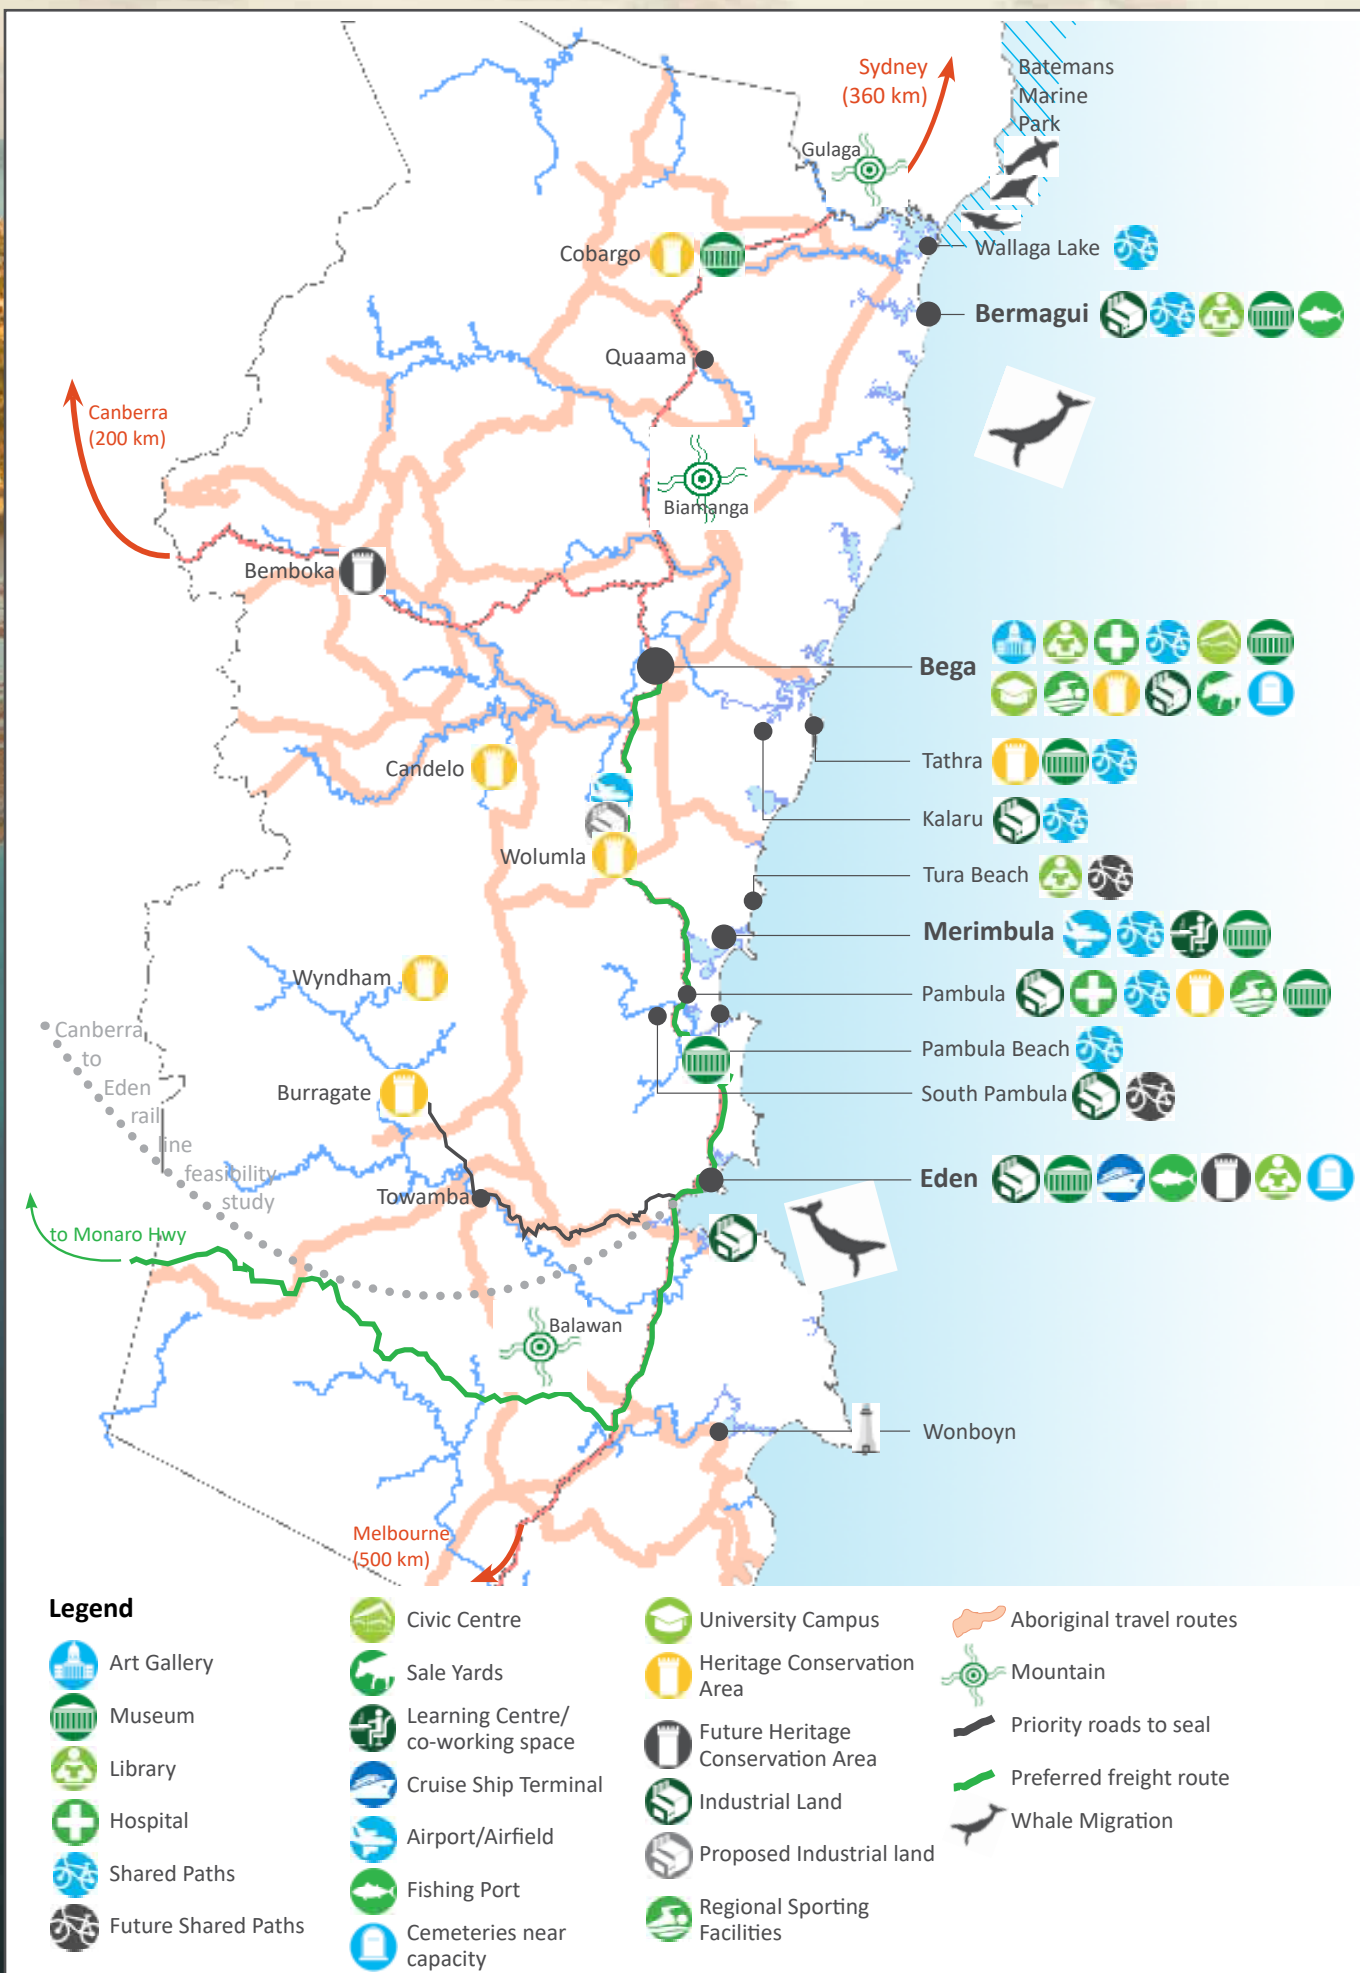 Sydney
(360 km)
Batemans
Marine
Park
Gulaga
Cobargo
Wallaga Lake
Bermagui
Quaama
Canberra
(200 km)
Biamanga
Bemboka
Bega
Candelo
Tathra
Kalaru
Wolumla
Tura Beach
Merimbula
Wyndham
Pambula
Canberra
to
Eden
rail
line
feasibility
study
Pambula Beach
Burragate
South Pambula
Eden
Towamba
to Monaro Hwy
Balawan
Wonboyn
Melbourne
(500 km)
Legend
Art Gallery
Museum
Library
Hospital
Shared Paths
Future Shared Paths
Civic Centre
Sale Yards
Learning Centre/
co-working space
Cruise Ship Terminal
Airport/Airfield
Fishing Port
Cemeteries near
capacity
University Campus
Heritage Conservation
Area
Future Heritage
Conservation Area
Industrial Land
Proposed Industrial land
Regional Sporting
Facilities
Aboriginal travel routes
Mountain
Priority roads to seal
Preferred freight route
Whale Migration